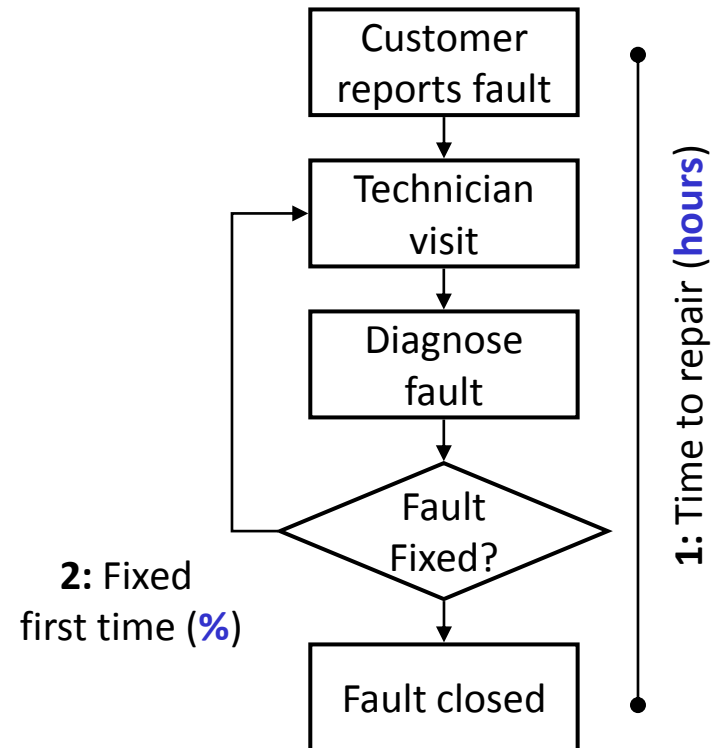 Customer
reports fault
Technician
visit
Diagnose
fault
Fault
Fixed?
Fault closed
2: Fixed
first time (%)
1: Time to repair (hours)